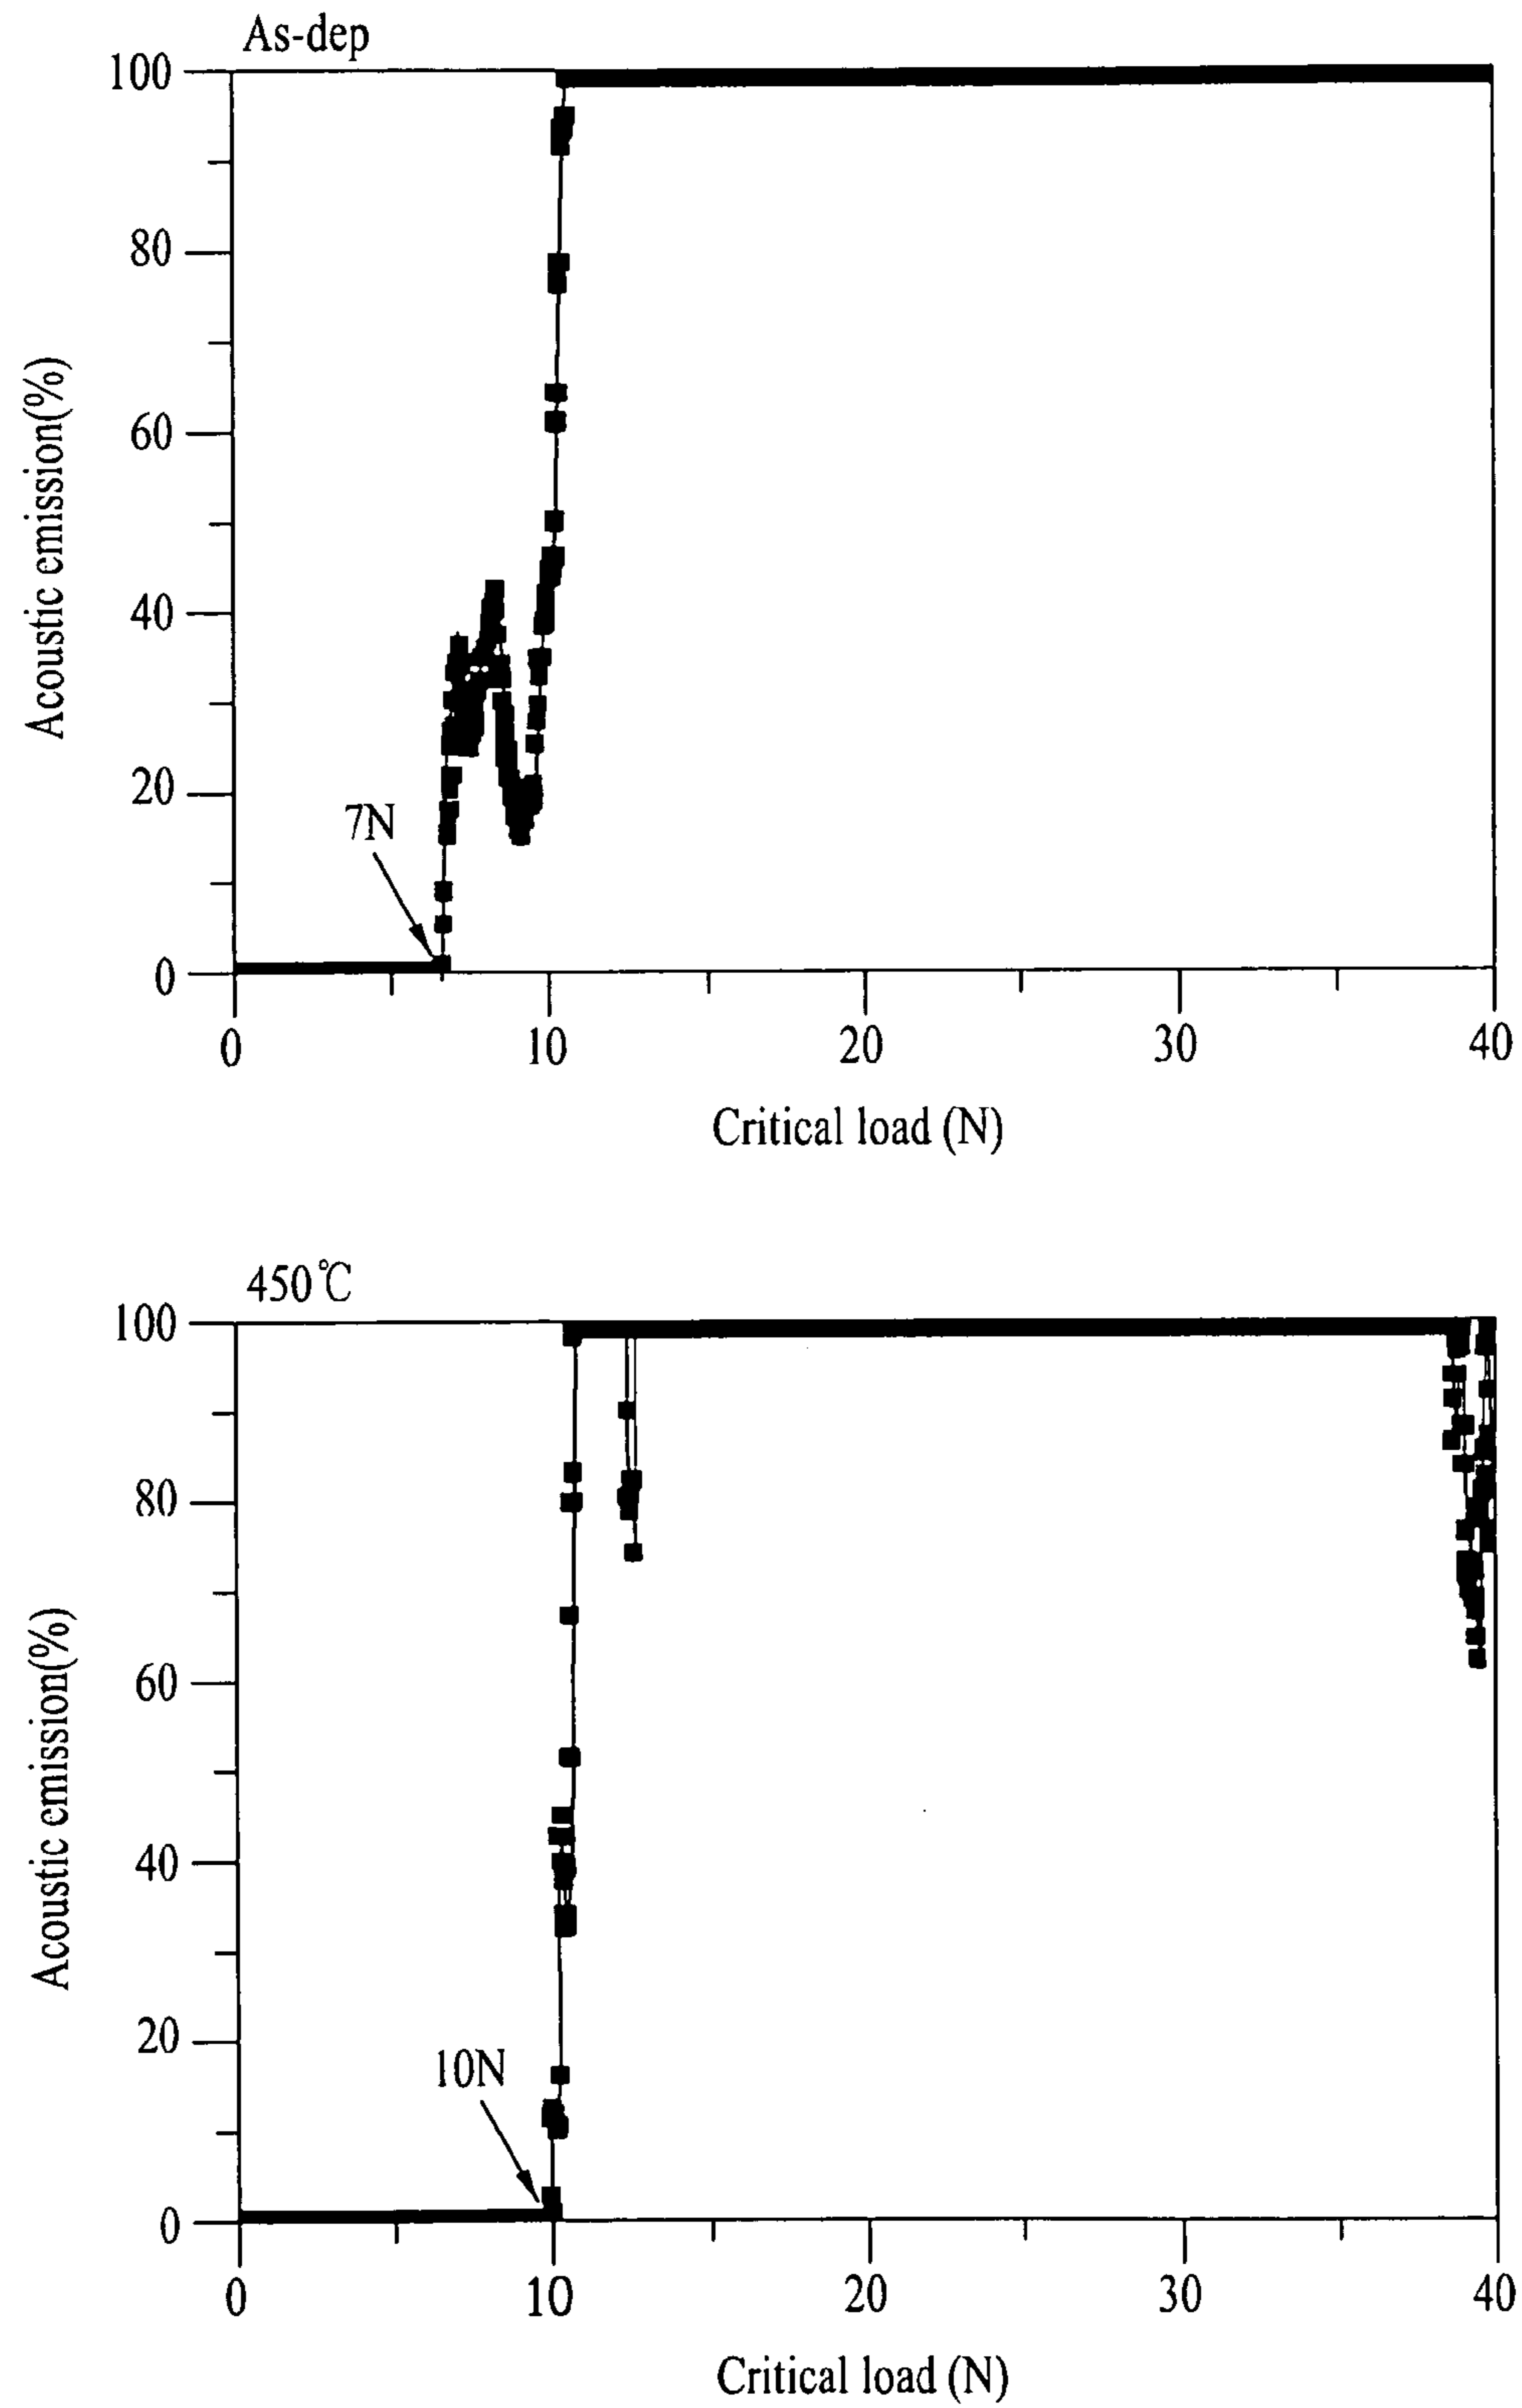 As-dep
100
80
60
40
20
0
Acoustic emission(%)
7N
0 10 20 30 40
Critical load (N)
450℃
100
80
60
40
20
0
Acoustic emission(%)
10N
0 10 20 30 40
Critical load (N)